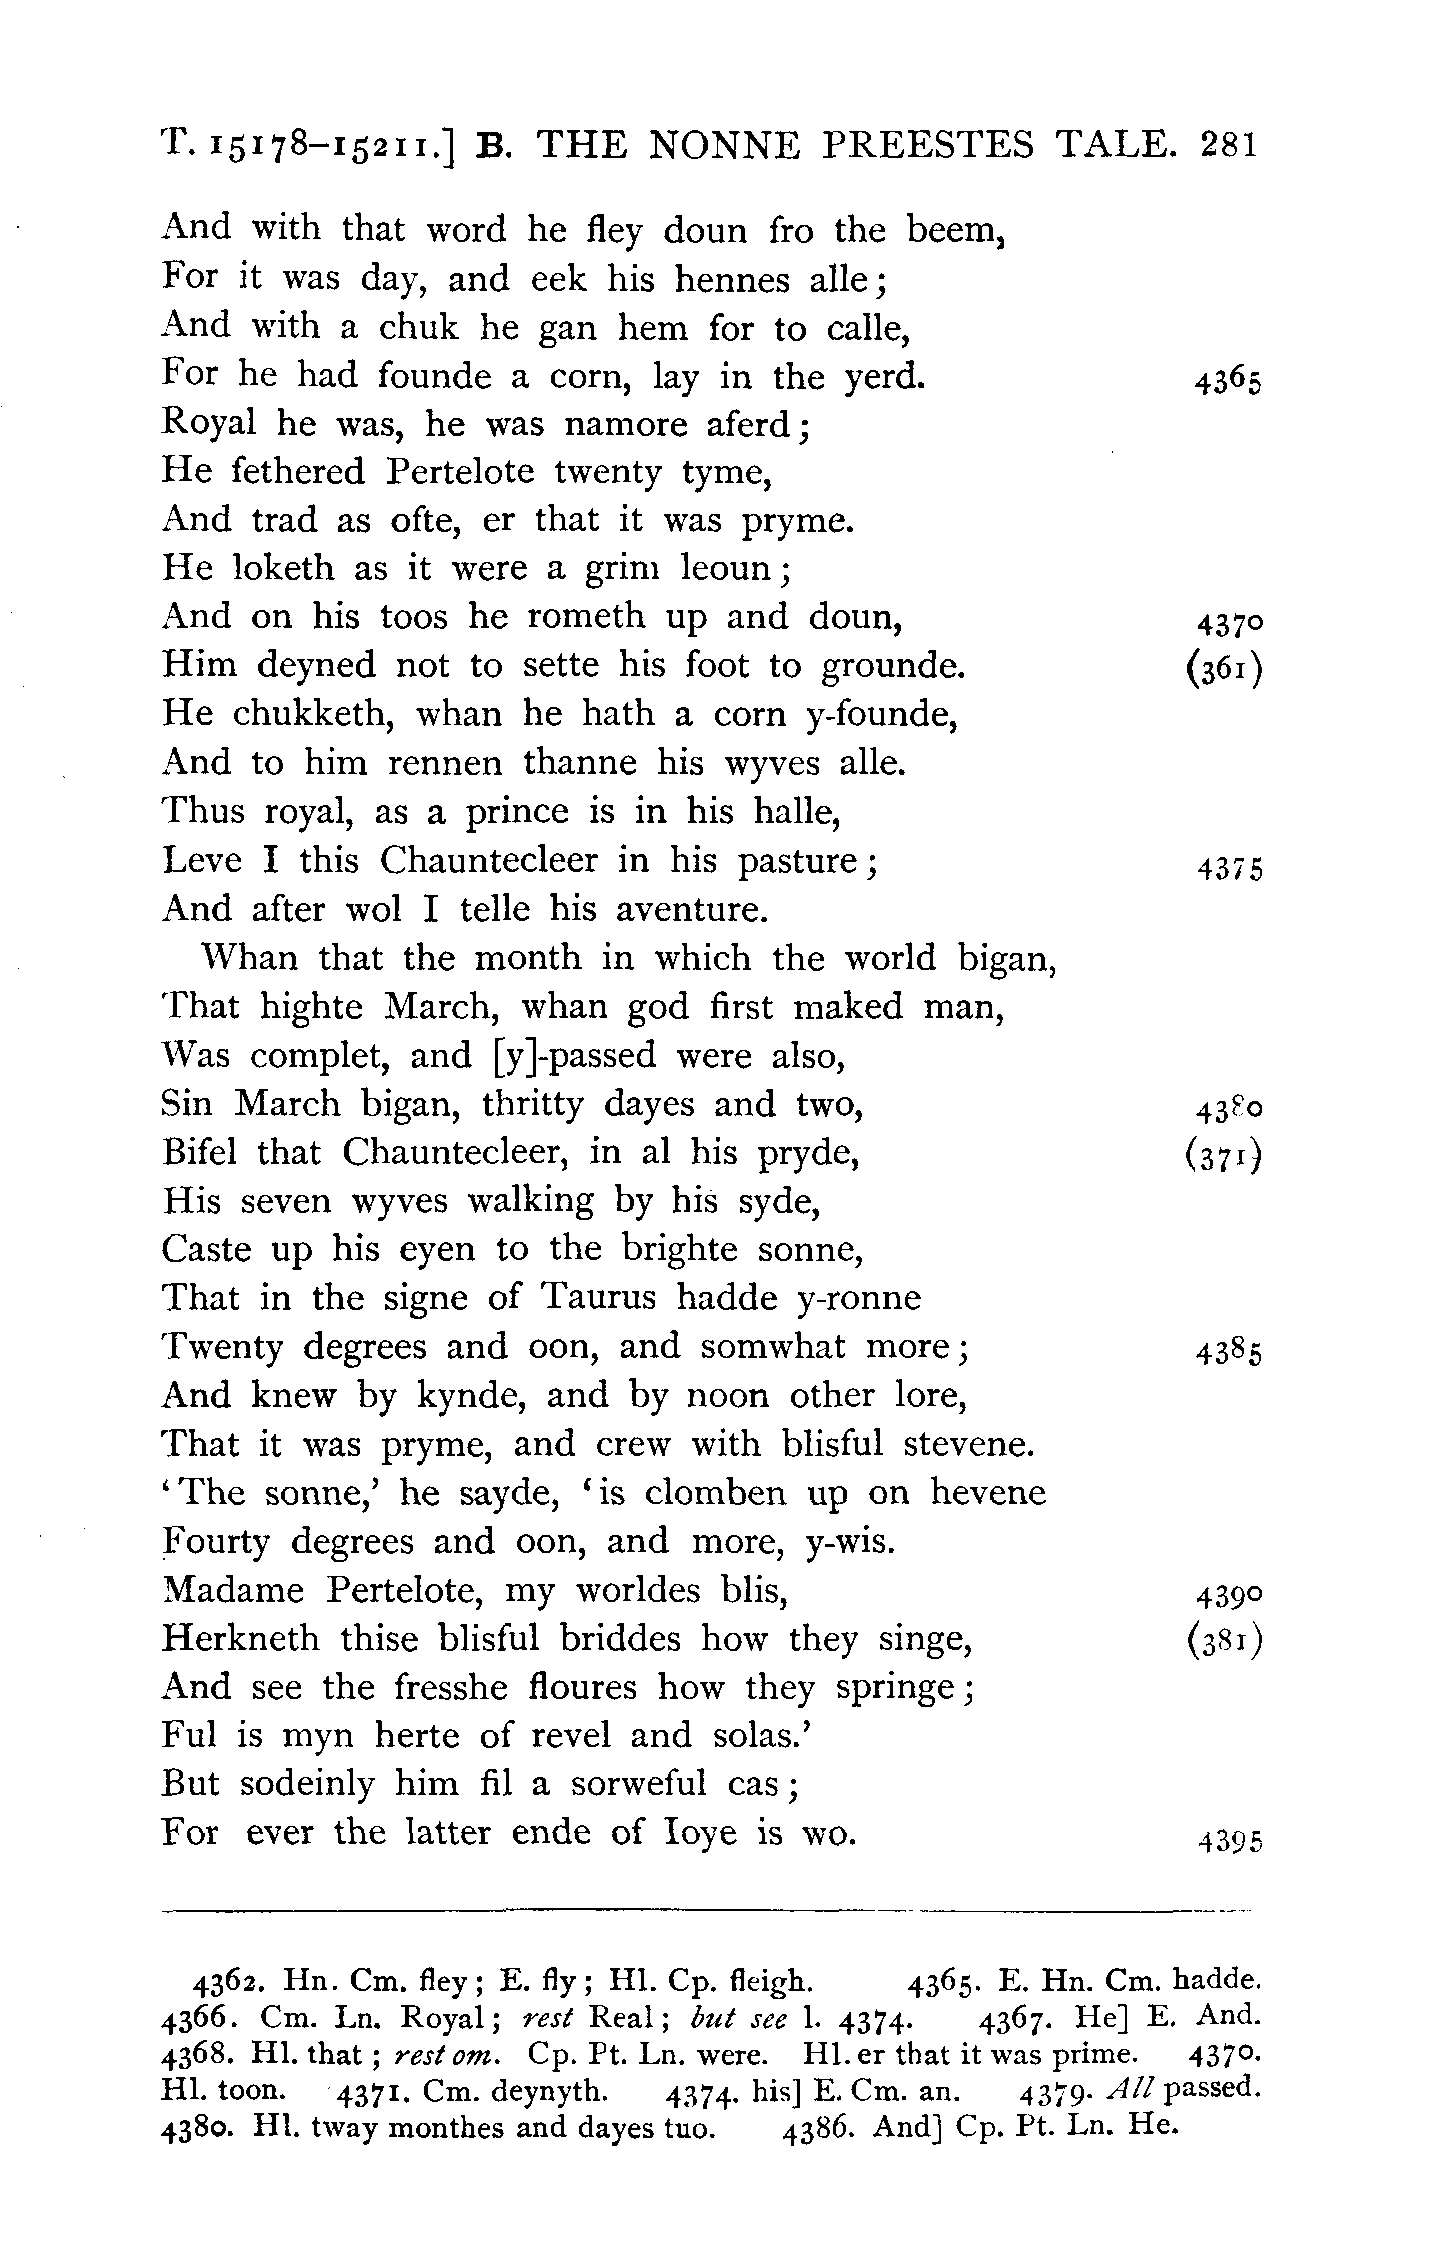 T. 15178–15211.] B. THE NONNE PREESTES TALE. 281
And with that word he fley doun fro the beem,
For it was day, and eek his hennes alle;
And with a chuk he gan hem for to calle,
For he had founde a corn, lay in the yerd. 4365
Royal he was, he was namore aferd;
He fethered Pertelote twenty tyme,
And trad as ofte, er that it was pryme.
He loketh as it were a grim leoun;
And on his toos he rometh up and doun, 4370
Him deyned not to sette his foot to grounde. (361)
He chukketh, whan he hath a corn y-founde,
And to him rennen thanne his wyves alle.
Thus royal, as a prince is in his halle,
Leve I this Chauntecleer in his pasture; 4375
And after wol I telle his aventure.
Whan that the month in which the world bigan,
That highte March, whan god first maked man,
Was complet, and [y]-passed were also,
Sin March bigan, thritty dayes and two, 4380
Bifel that Chauntecleer, in al his pryde, (371)
His seven wyves walking by his syde,
Caste up his eyen to the brighte sonne,
That in the signe of Taurus hadde y-ronne
Twenty degrees and oon, and somwhat more; 4385
And knew by kynde, and by noon other lore,
That it was pryme, and crew with blisful stevene.
‘The sonne,’ he sayde, ‘is clomben up on hevene
Fourty degrees and oon, and more, y-wis.
Madame Pertelote, my worldes blis, 4390
Herkneth thise blisful briddes how they singe, (381)
And see the fresshe floures how they springe;
Ful is myn herte of revel and solas.’
But sodeinly him fil a sorweful cas;
For ever the latter ende of Ioye is wo. 4395
4362. Hn. Cm. fley; E. fly; Hl. Cp. fleigh. 4365. E. Hn. Cm. hadde.
4366. Cm. Ln. Royal; rest Real; but see l. 4374. 4367. He] E. And.
4368. Hl. that; rest om. Cp. Pt. Ln. were. Hl. er that it was prime. 4370.
Hl. toon. 4371. Cm. deynyth. 4374. his] E. Cm. an. 4379. All passed.
4380. Hl. tway monthes and dayes tuo. 4386. And] Cp. Pt. Ln. He.